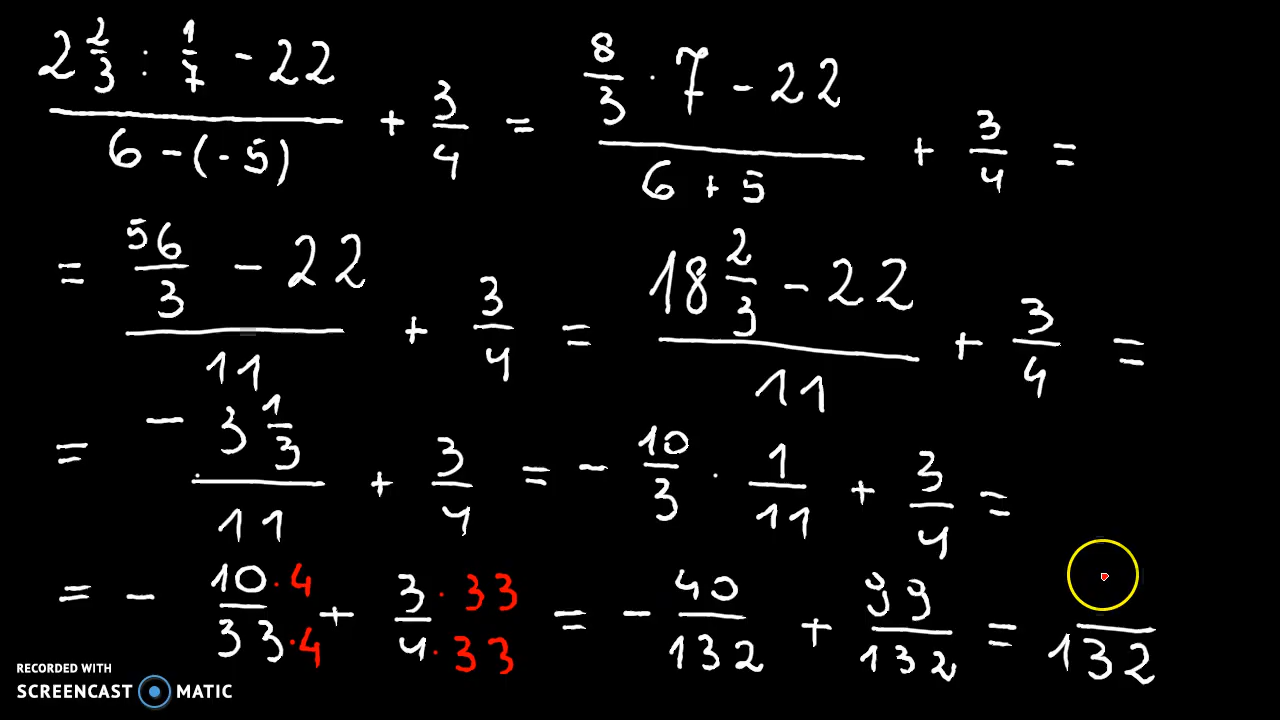 (2 2/3 : 1/7 - 22)/(6 - (-5)) + 3/4 = (8/3 · 7 - 22)/(6 + 5) + 3/4 =
= (56/3 - 22)/11 + 3/4 = (18 2/3 - 22)/11 + 3/4 =
= (- 3 1/3)/11 + 3/4 = - 10/3 · 1/11 + 3/4 =
= - (10 · 4)/(33 · 4) + (3 · 33)/(4 · 33) = - 40/132 + 99/132 = /132
RECORDED WITH
SCREENCAST MATIC